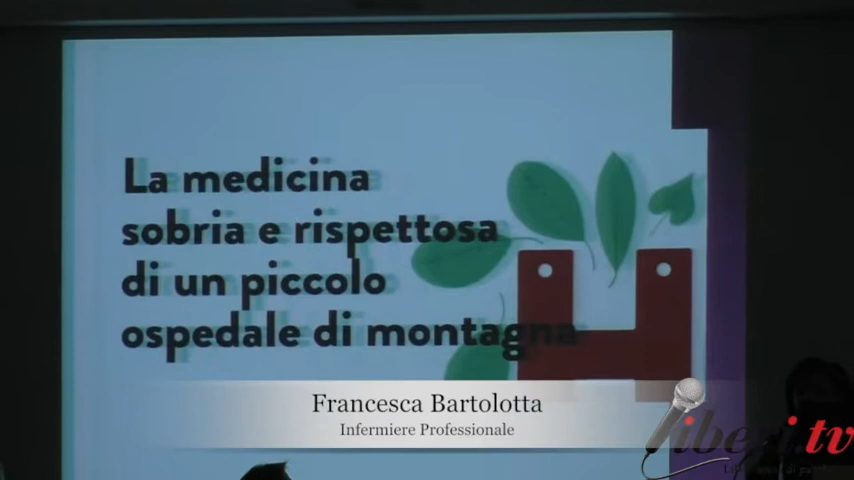 La medicina
sobria e rispettosa
di un piccolo
ospedale di montagna
Francesca Bartolotta
Infermiere Professionale
liberi.tv